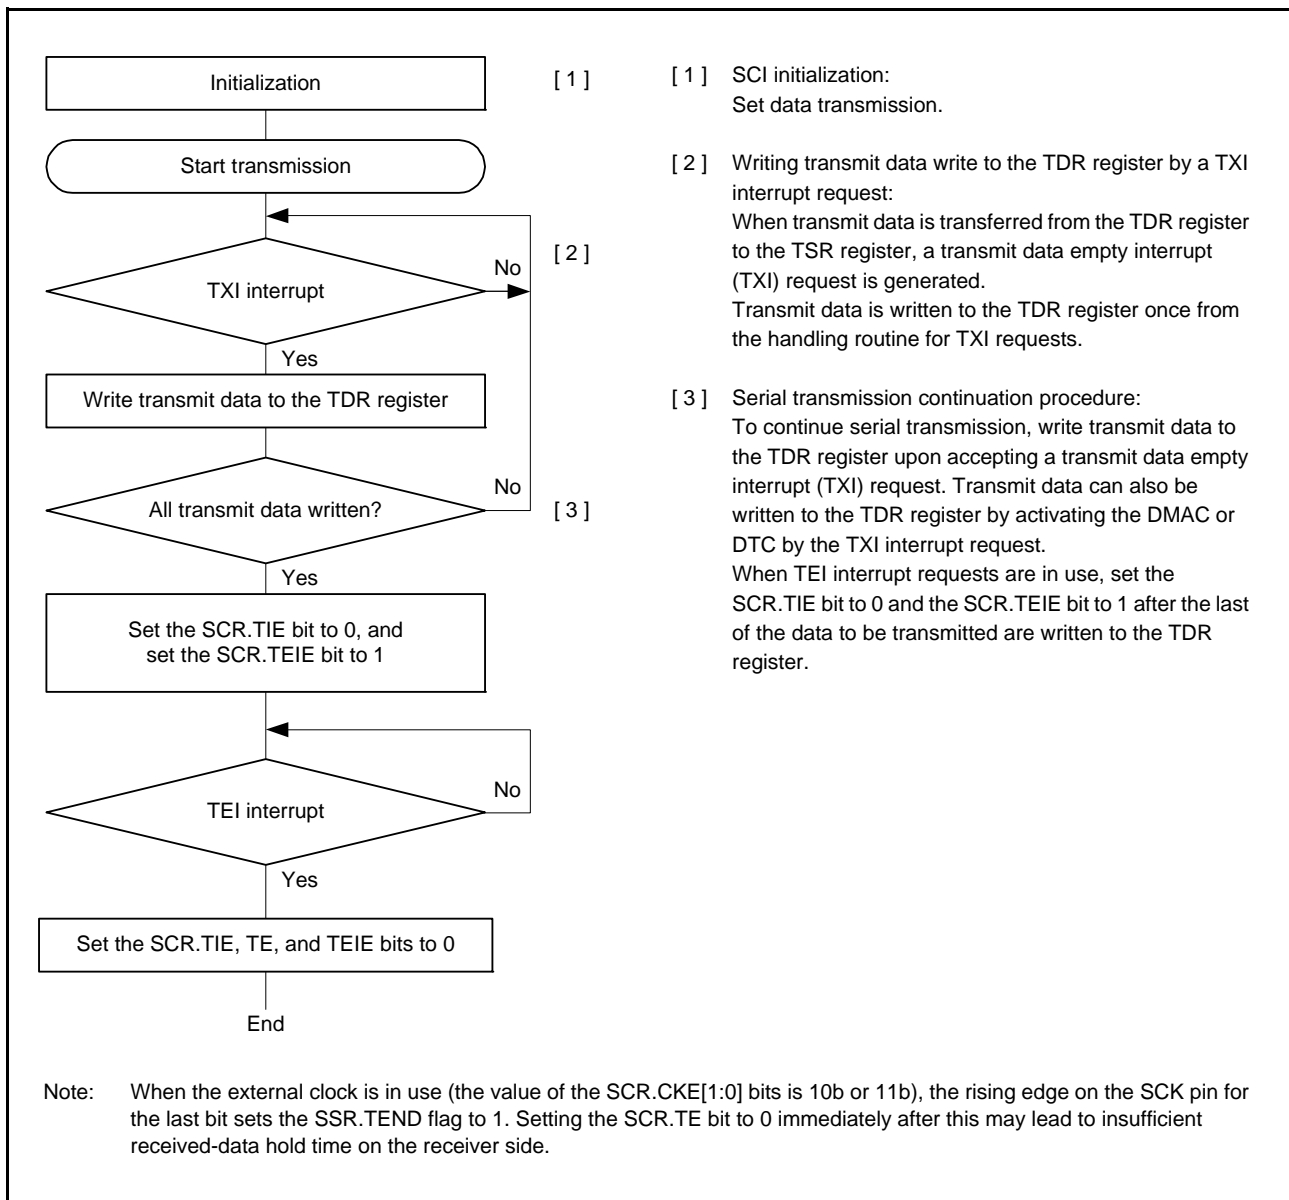 Initialization
[ 1 ]
Start transmission
[ 2 ]
TXI interrupt
No
Yes
Write transmit data to the TDR register
All transmit data written?
No
[ 3 ]
Yes
Set the SCR.TIE bit to 0, and
set the SCR.TEIE bit to 1
TEI interrupt
No
Yes
Set the SCR.TIE, TE, and TEIE bits to 0
End
[ 1 ] SCI initialization:
Set data transmission.
[ 2 ] Writing transmit data write to the TDR register by a TXI
interrupt request:
When transmit data is transferred from the TDR register
to the TSR register, a transmit data empty interrupt
(TXI) request is generated.
Transmit data is written to the TDR register once from
the handling routine for TXI requests.
[ 3 ] Serial transmission continuation procedure:
To continue serial transmission, write transmit data to
the TDR register upon accepting a transmit data empty
interrupt (TXI) request. Transmit data can also be
written to the TDR register by activating the DMAC or
DTC by the TXI interrupt request.
When TEI interrupt requests are in use, set the
SCR.TIE bit to 0 and the SCR.TEIE bit to 1 after the last
of the data to be transmitted are written to the TDR
register.
Note: When the external clock is in use (the value of the SCR.CKE[1:0] bits is 10b or 11b), the rising edge on the SCK pin for
the last bit sets the SSR.TEND flag to 1. Setting the SCR.TE bit to 0 immediately after this may lead to insufficient
received-data hold time on the receiver side.